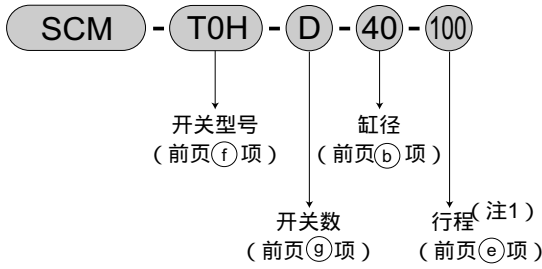 SCM - T0H - D - 40 - 100
开关型号 缸径
（前页ⓕ项） （前页ⓑ项）
开关数 行程（注1）
（前页ⓖ项） （前页ⓔ项）